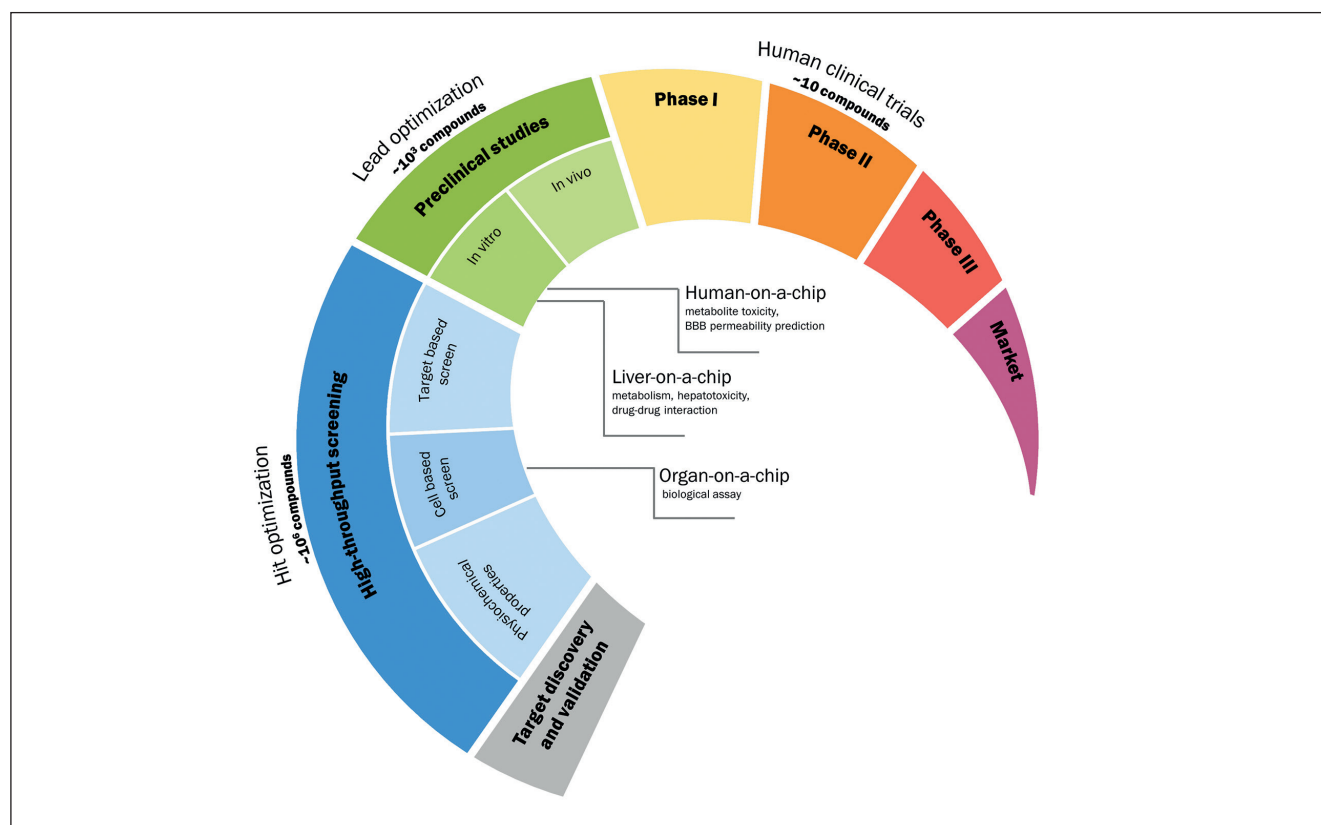 Human clinical trials
~10 compounds
Lead optimization
~10³ compounds
Preclinical studies
In vitro
In vivo
Phase I
Phase II
Phase III
Market
Human-on-a-chip
metabolite toxicity,
BBB permeability prediction
Liver-on-a-chip
metabolism, hepatotoxicity,
drug-drug interaction
Organ-on-a-chip
biological assay
Hit optimization
~10⁶ compounds
High-throughput screening
Target based
screen
Cell based
screen
Physiochemical
properties
Target discovery
and validation